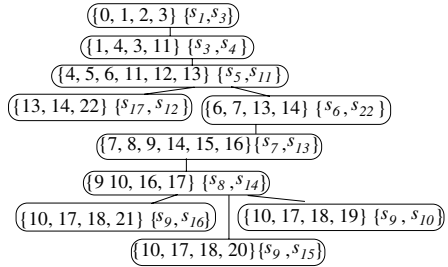 {0, 1, 2, 3} {s1,s3}
{1, 4, 3, 11} {s3,s4}
{4, 5, 6, 11, 12, 13} {s5,s11}
{13, 14, 22} {s17,s12}
{6, 7, 13, 14} {s6,s22}
{7, 8, 9, 14, 15, 16}{s7,s13}
{9 10, 16, 17} {s8,s14}
{10, 17, 18, 21} {s9,s16}
{10, 17, 18, 19} {s9,s10}
{10, 17, 18, 20}{s9,s15}